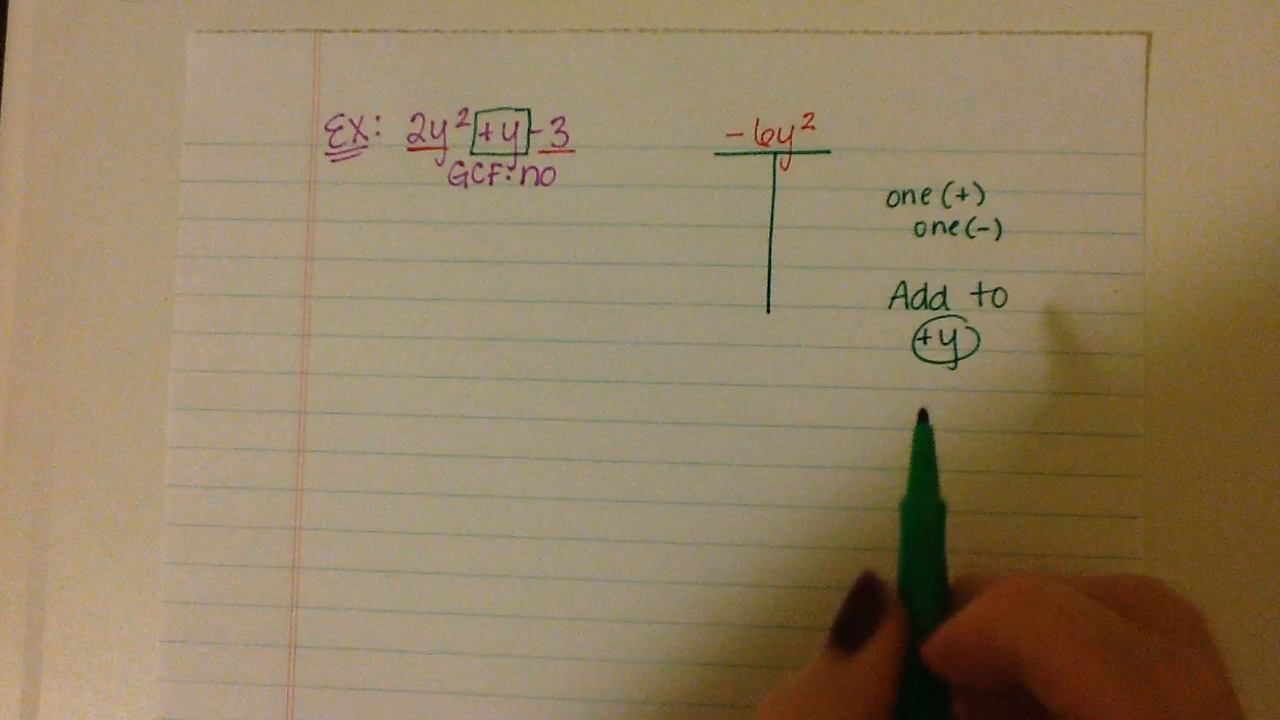 EX: 2y² +y -3
GCF: no
-6y²
one (+)
one (-)
Add to
+y